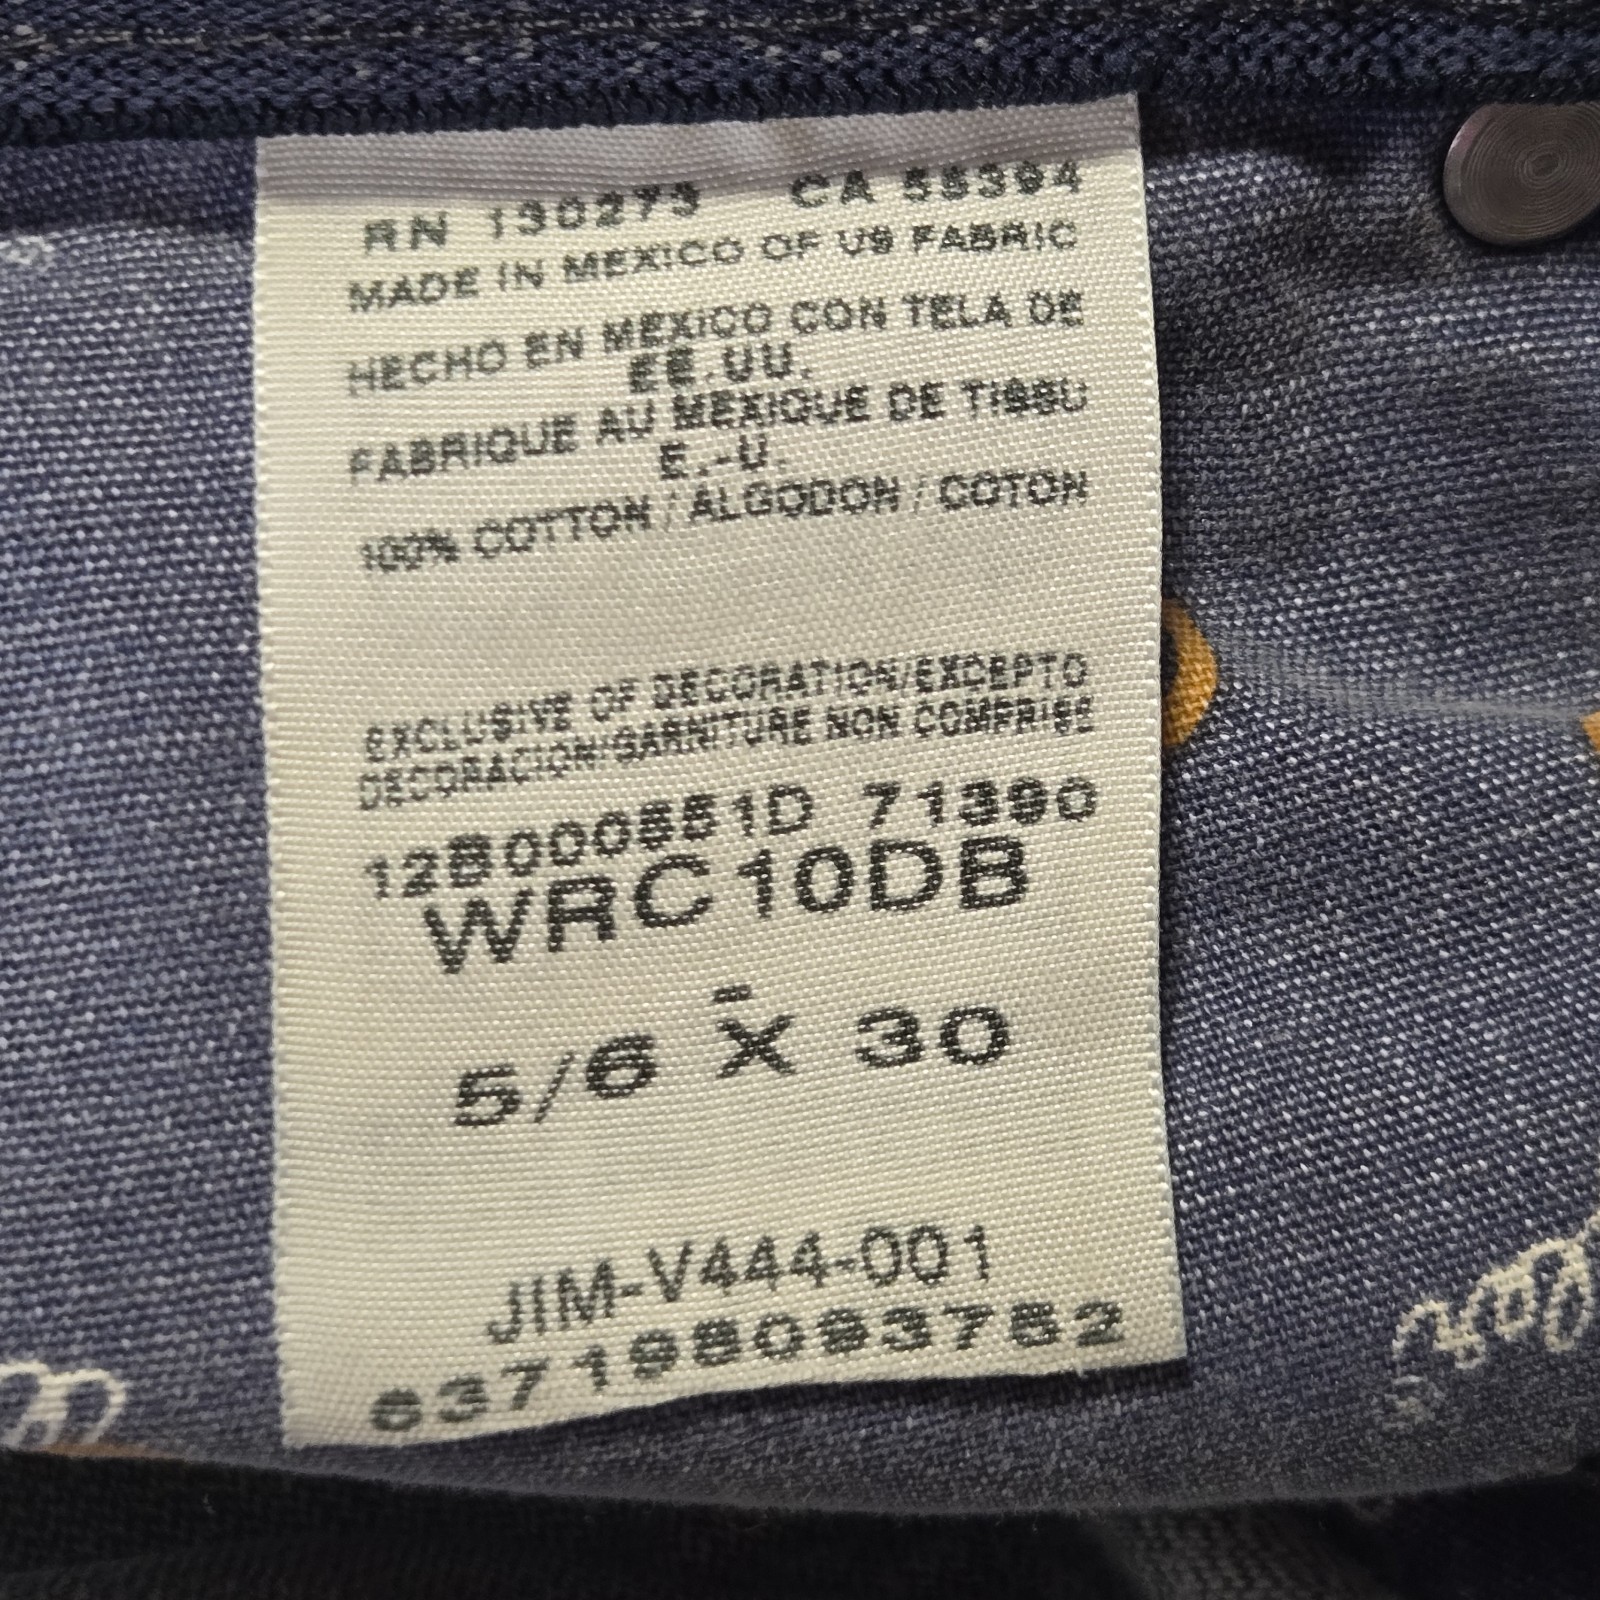 RN 130273 CA 55394
MADE IN MEXICO OF US FABRIC
HECHO EN MEXICO CON TELA DE
EE.UU.
FABRIQUE AU MEXIQUE DE TISSU
E.-U.
100% COTTON / ALGODON / COTON
EXCLUSIVE OF DECORATION/EXCEPTO
DECORACION/GARNITURE NON COMPRISE
71390
WRC10DB
-
5/6 X 30
JIM-V444-001